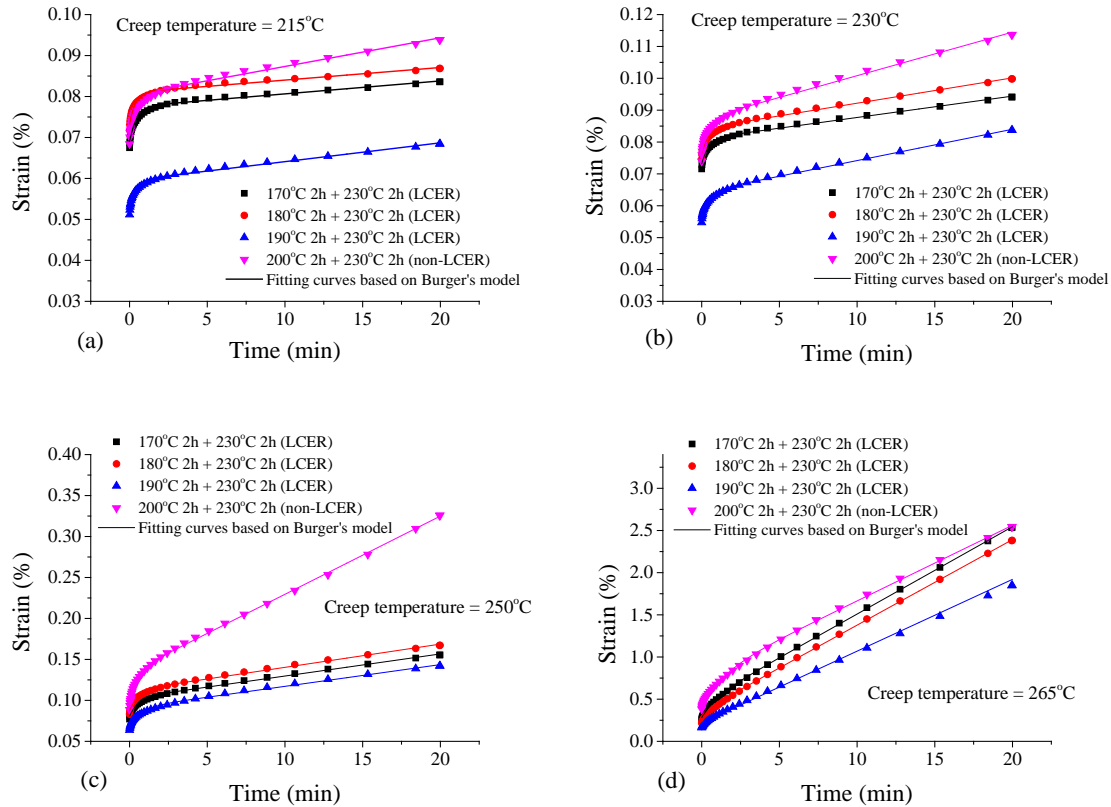 Creep temperature = 215°C
0.10
0.09
0.08
0.07
0.06
0.05
0.04
0.03
Strain (%)
170°C 2h + 230°C 2h (LCER)
180°C 2h + 230°C 2h (LCER)
190°C 2h + 230°C 2h (LCER)
200°C 2h + 230°C 2h (non-LCER)
Fitting curves based on Burger's model
0 5 10 15 20
Time (min)
(a)
Creep temperature = 230°C
0.12
0.11
0.10
0.09
0.08
0.07
0.06
0.05
0.04
0.03
Strain (%)
170°C 2h + 230°C 2h (LCER)
180°C 2h + 230°C 2h (LCER)
190°C 2h + 230°C 2h (LCER)
200°C 2h + 230°C 2h (non-LCER)
Fitting curves based on Burger's model
0 5 10 15 20
Time (min)
(b)
170°C 2h + 230°C 2h (LCER)
180°C 2h + 230°C 2h (LCER)
190°C 2h + 230°C 2h (LCER)
200°C 2h + 230°C 2h (non-LCER)
Fitting curves based on Burger's model
0.40
0.35
0.30
0.25
0.20
0.15
0.10
0.05
Strain (%)
Creep temperature = 250°C
0 5 10 15 20
Time (min)
(c)
170°C 2h + 230°C 2h (LCER)
180°C 2h + 230°C 2h (LCER)
190°C 2h + 230°C 2h (LCER)
200°C 2h + 230°C 2h (non-LCER)
Fitting curves based on Burger's model
3.0
2.5
2.0
1.5
1.0
0.5
0.0
Strain (%)
Creep temperature = 265°C
0 5 10 15 20
Time (min)
(d)